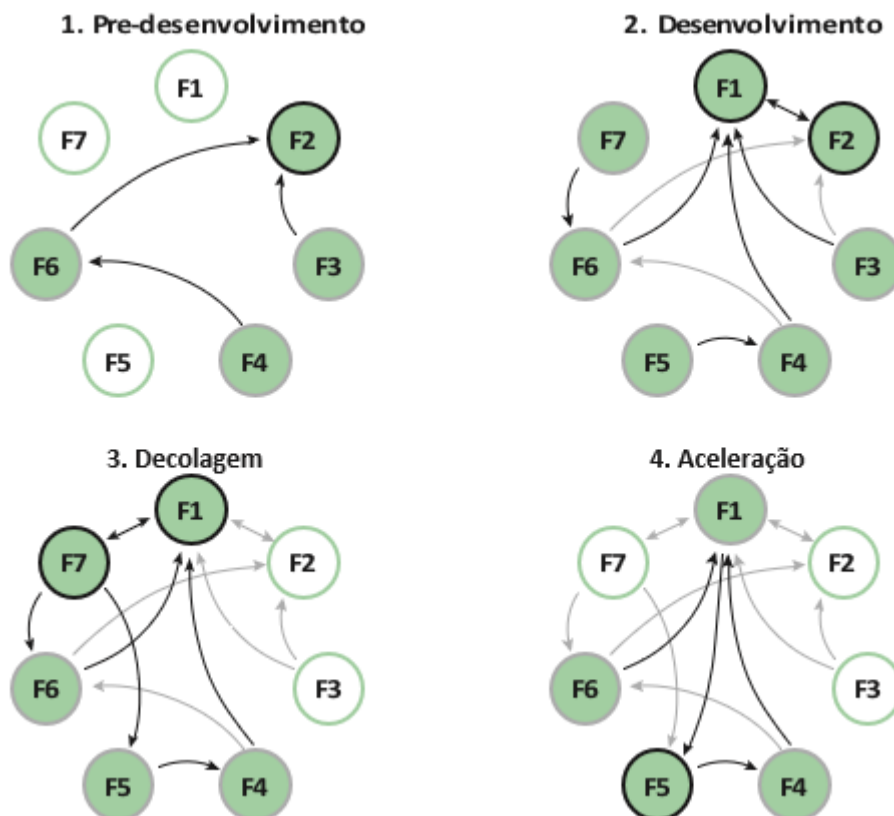 1. Pre-desenvolvimento
F1
F7
F2
F6
F3
F5
F4
2. Desenvolvimento
F1
F7
F2
F6
F3
F5
F4
3. Decolagem
F1
F7
F2
F6
F3
F5
F4
4. Aceleração
F1
F7
F2
F6
F3
F5
F4